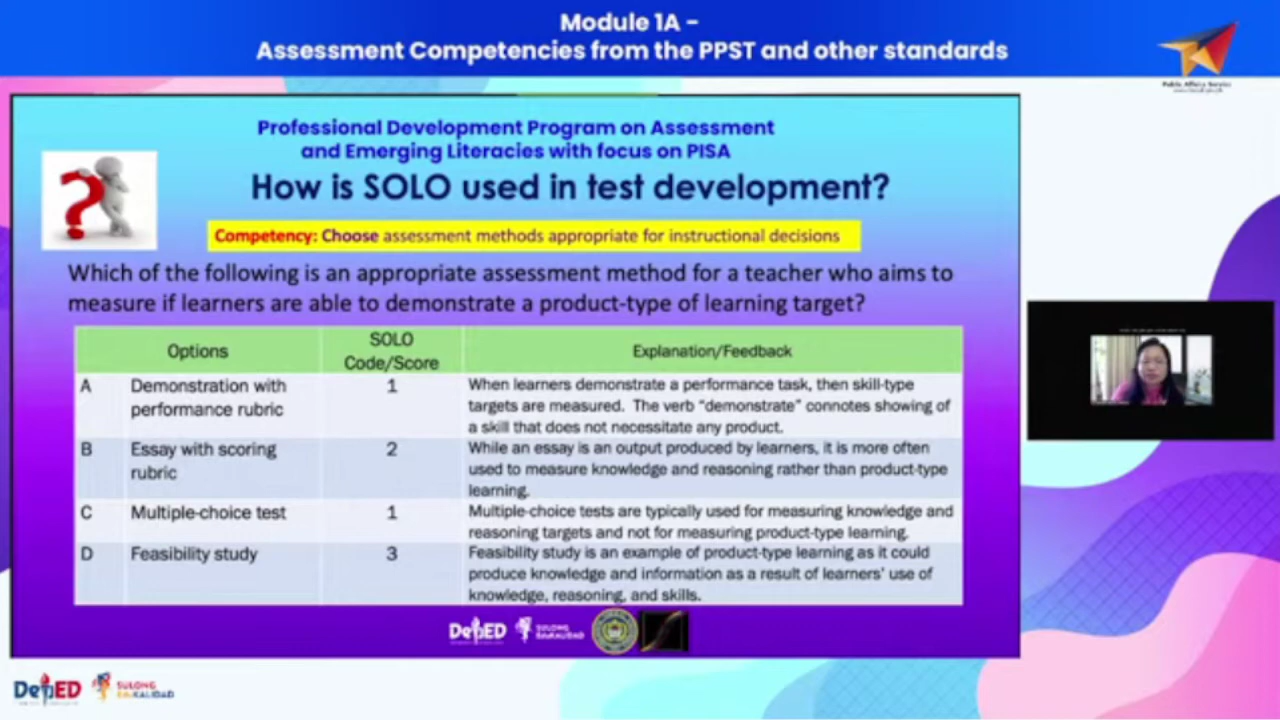 Module 1A -
Assessment Competencies from the PPST and other standards
Public Affairs Service
Professional Development Program on Assessment
and Emerging Literacies with focus on PISA
How is SOLO used in test development?
Competency: Choose assessment methods appropriate for instructional decisions
Which of the following is an appropriate assessment method for a teacher who aims to
measure if learners are able to demonstrate a product-type of learning target?
Options
SOLO
Code/Score
Explanation/Feedback
A
Demonstration with
performance rubric
1
When learners demonstrate a performance task, then skill-type
targets are measured. The verb "demonstrate" connotes showing of
a skill that does not necessitate any product.
B
Essay with scoring
rubric
2
While an essay is an output produced by learners, it is more often
used to measure knowledge and reasoning rather than product-type
learning.
C
Multiple-choice test
1
Multiple-choice tests are typically used for measuring knowledge and
reasoning targets and not for measuring product-type learning.
D
Feasibility study
3
Feasibility study is an example of product-type learning as it could
produce knowledge and information as a result of learners' use of
knowledge, reasoning, and skills.
DepED
SULONG
EduKALIDAD
DepED
SULONG
EduKALIDAD